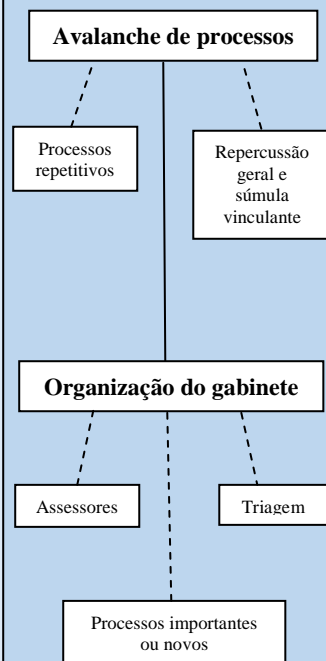 Avalanche de processos
Processos
repetitivos
Repercussão
geral e
súmula
vinculante
Organização do gabinete
Assessores
Triagem
Processos importantes
ou novos